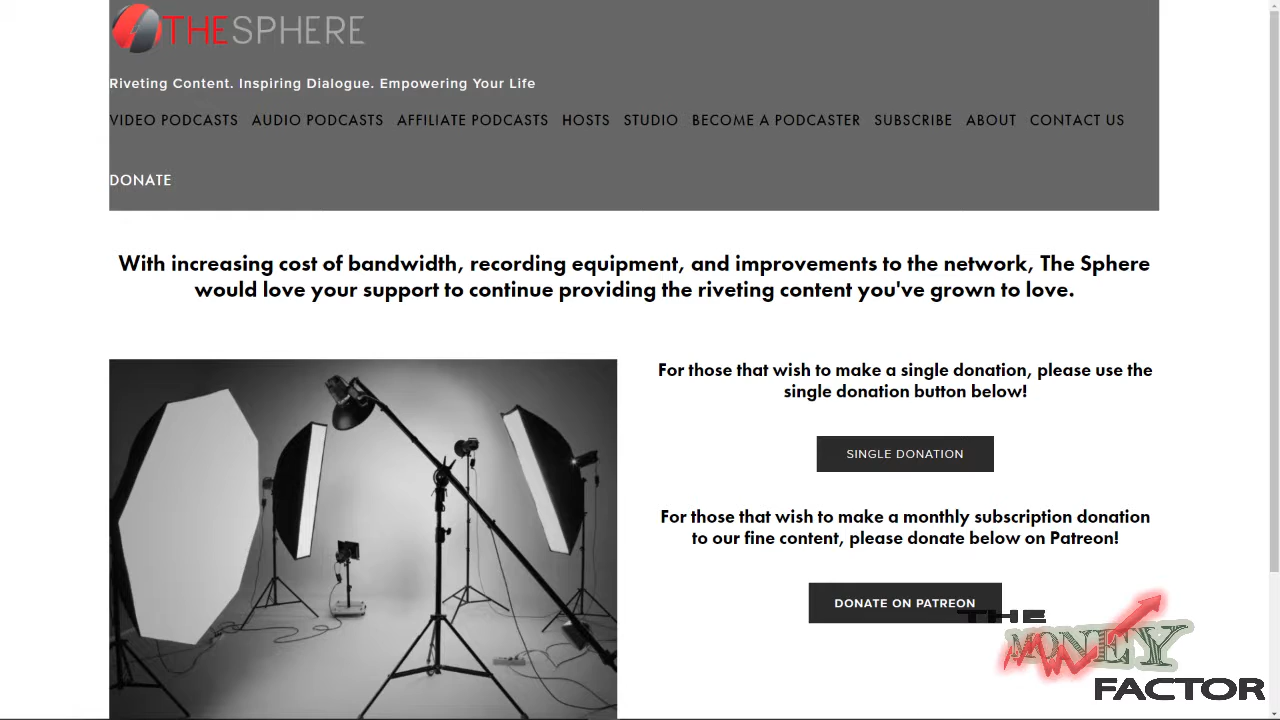 THESPHERE
Riveting Content. Inspiring Dialogue. Empowering Your Life
VIDEO PODCASTS AUDIO PODCASTS AFFILIATE PODCASTS HOSTS STUDIO BECOME A PODCASTER SUBSCRIBE ABOUT CONTACT US
DONATE
With increasing cost of bandwidth, recording equipment, and improvements to the network, The Sphere
would love your support to continue providing the riveting content you've grown to love.
For those that wish to make a single donation, please use the
single donation button below!
SINGLE DONATION
For those that wish to make a monthly subscription donation
to our fine content, please donate below on Patreon!
DONATE ON PATREON
THE
MONEY
FACTOR